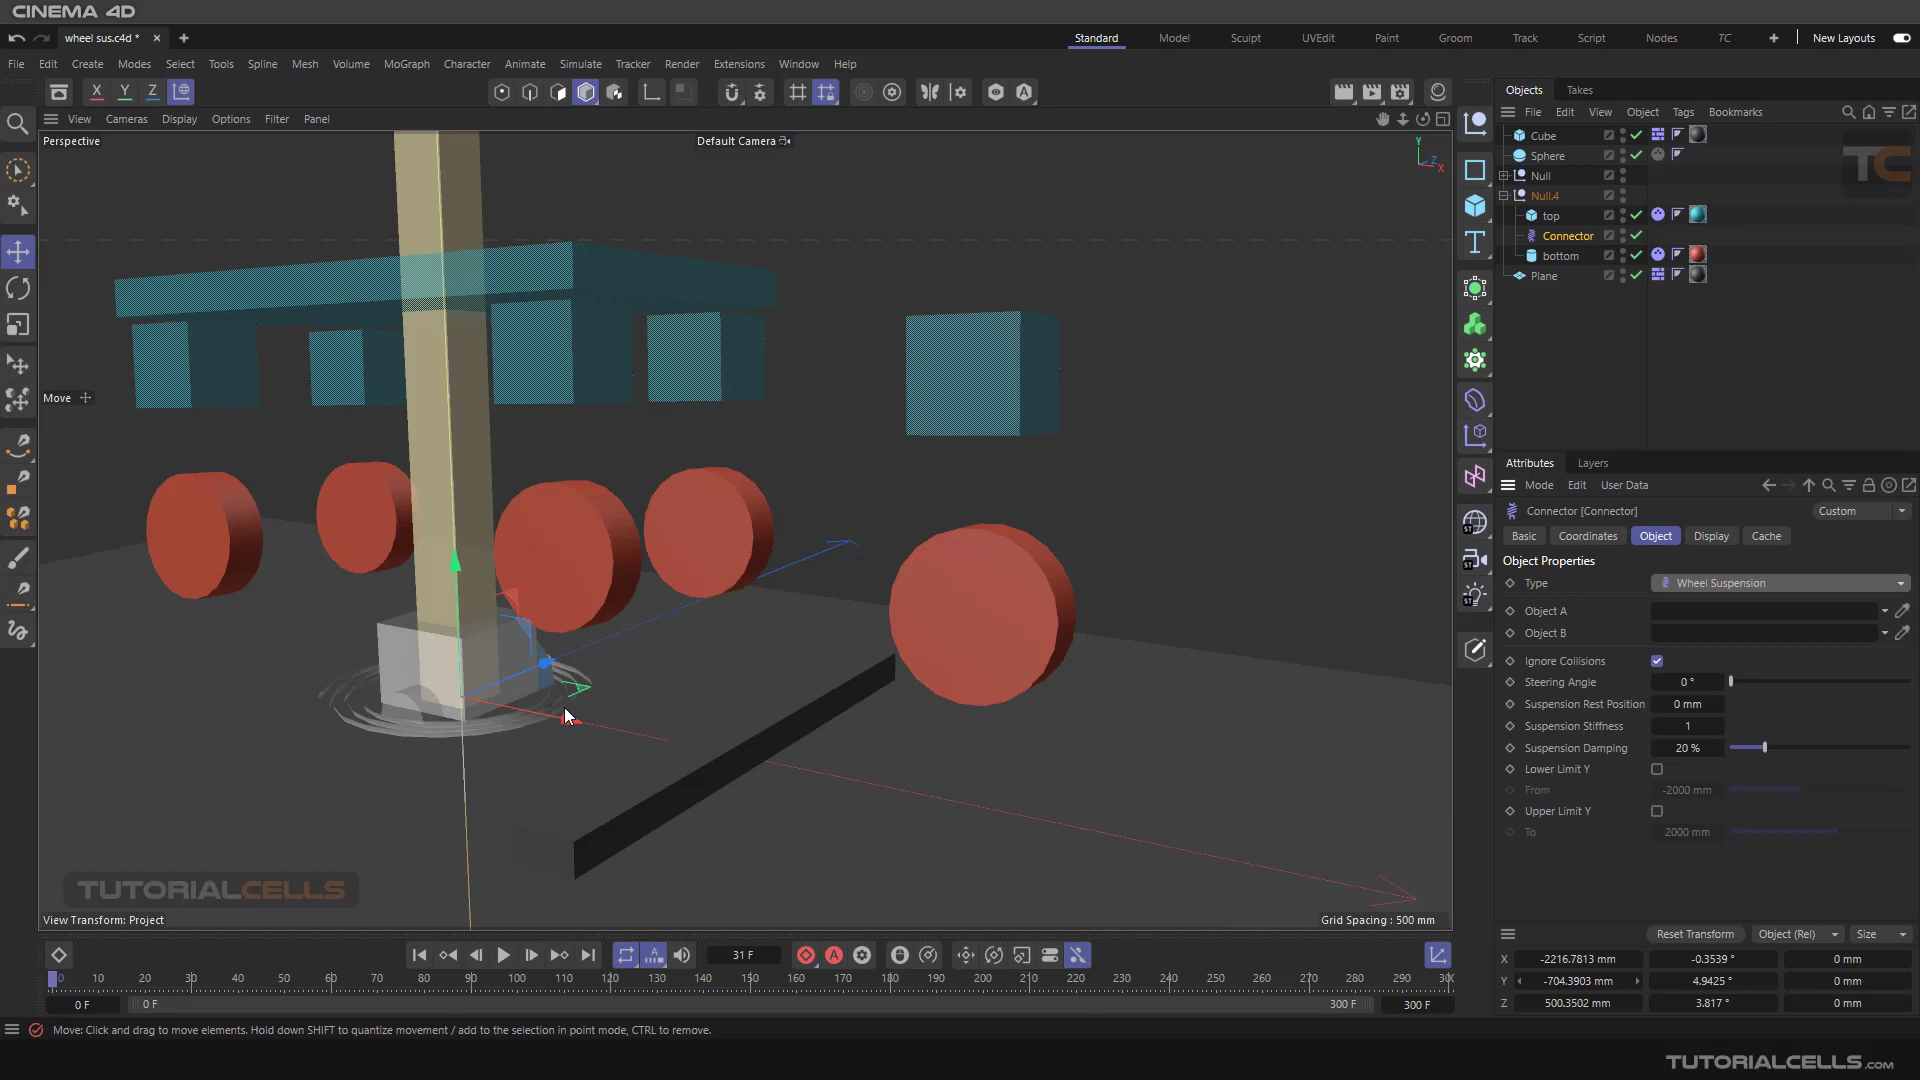 CINEMA 4D
wheel sus.c4d *
Standard
Model
Sculpt
UVEdit
Paint
Groom
Track
Script
Nodes
TC
New Layouts
File
Edit
Create
Modes
Select
Tools
Spline
Mesh
Volume
MoGraph
Character
Animate
Simulate
Tracker
Render
Extensions
Window
Help
X
Y
Z
View
Cameras
Display
Options
Filter
Panel
Perspective
Default Camera
Y
Z
X
Move
TUTORIALCELLS
View Transform: Project
Grid Spacing : 500 mm
Objects
Takes
File
Edit
View
Object
Tags
Bookmarks
Cube
Sphere
Null
Null.4
top
Connector
bottom
Plane
TC
Attributes
Layers
Mode
Edit
User Data
Connector [Connector]
Custom
Basic
Coordinates
Object
Display
Cache
Object Properties
Type
Wheel Suspension
Object A
Object B
Ignore Collisions
Steering Angle
0 °
Suspension Rest Position
0 mm
Suspension Stiffness
1
Suspension Damping
20 %
Lower Limit Y
From
-2000 mm
Upper Limit Y
To
2000 mm
Reset Transform
Object (Rel)
Size
X
-2216.7813 mm
-0.3539 °
0 mm
Y
-704.3903 mm
4.9425 °
0 mm
Z
500.3502 mm
3.817 °
0 mm
31 F
0 10 20 30 40 50 60 70 80 90 100 110 120 130 140 150 160 170 180 190 200 210 220 230 240 250 260 270 280 290 30
0 F
0 F
300 F
300 F
Move: Click and drag to move elements. Hold down SHIFT to quantize movement / add to the selection in point mode, CTRL to remove.
TUTORIALCELLS.com